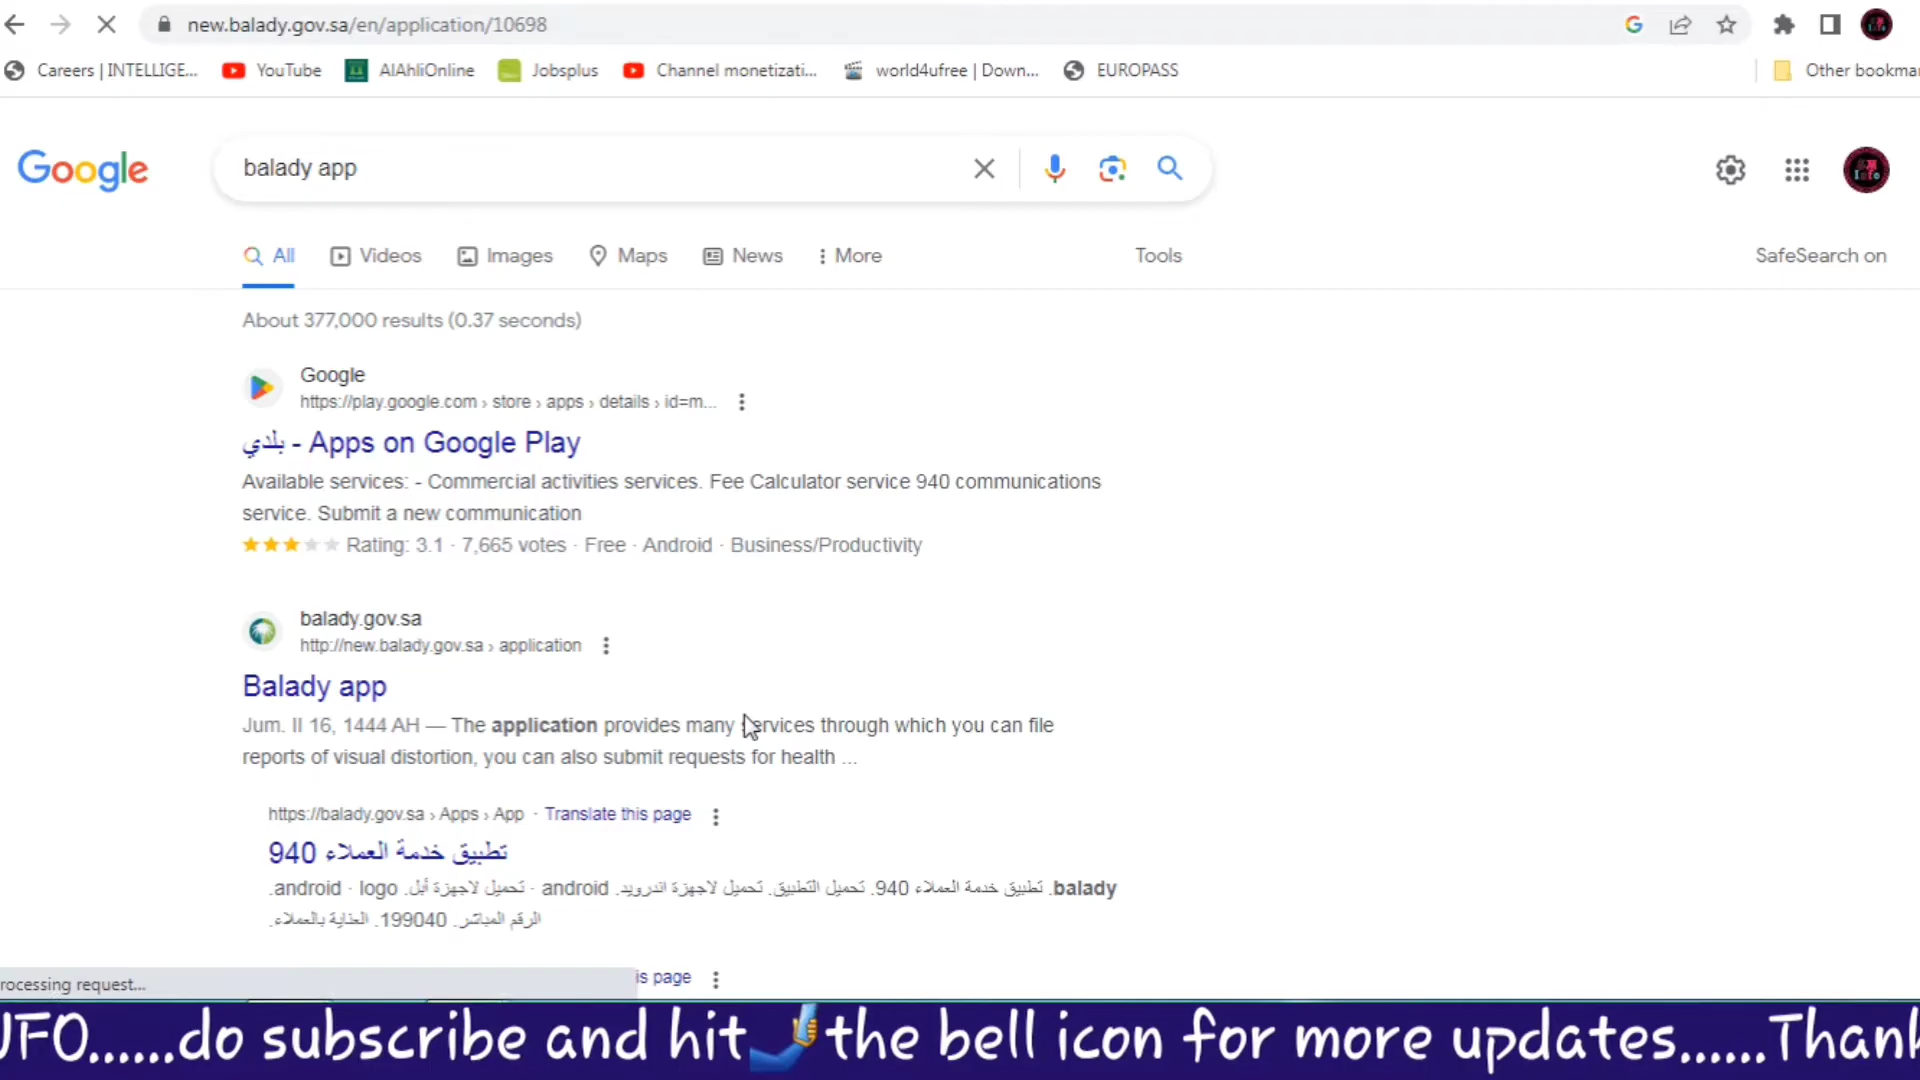 new.balady.gov.sa/en/application/10698
Careers | INTELLIGE... YouTube AlAhliOnline Jobsplus Channel monetizati... world4ufree | Down... EUROPASS Other bookmar
Google balady app
All Videos Images Maps News More Tools SafeSearch on
About 377,000 results (0.37 seconds)
Google
https://play.google.com › store › apps › details › id=m...
بلدي - Apps on Google Play
Available services: - Commercial activities services. Fee Calculator service 940 communications
service. Submit a new communication
Rating: 3.1 · 7,665 votes · Free · Android · Business/Productivity
balady.gov.sa
http://new.balady.gov.sa › application
Balady app
Jum. II 16, 1444 AH — The application provides many services through which you can file
reports of visual distortion, you can also submit requests for health ...
https://balady.gov.sa › Apps › App · Translate this page
تطبيق خدمة العملاء 940
balady. تطبيق خدمة العملاء 940. تحميل التطبيق. تحميل لاجهزة اندرويد. android · تحميل لاجهزة أبل. android · logo.
الرقم المباشر. 199040. العناية بالعملاء.
is page
rocessing request...
UFO......do subscribe and hit the bell icon for more updates......Thank